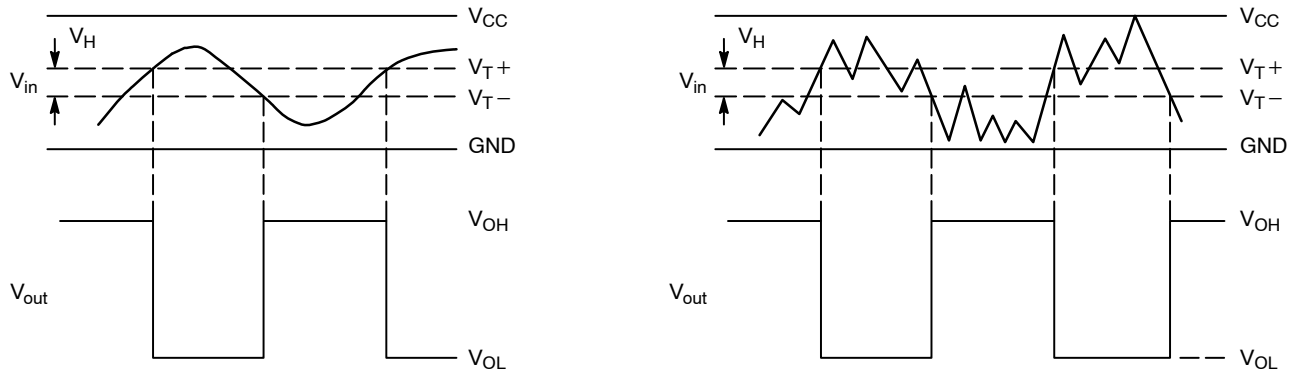 V_CC
V_H
V_T+
V_in
V_T−
GND
V_OH
V_out
V_OL
V_CC
V_H
V_T+
V_in
V_T−
GND
V_OH
V_out
V_OL